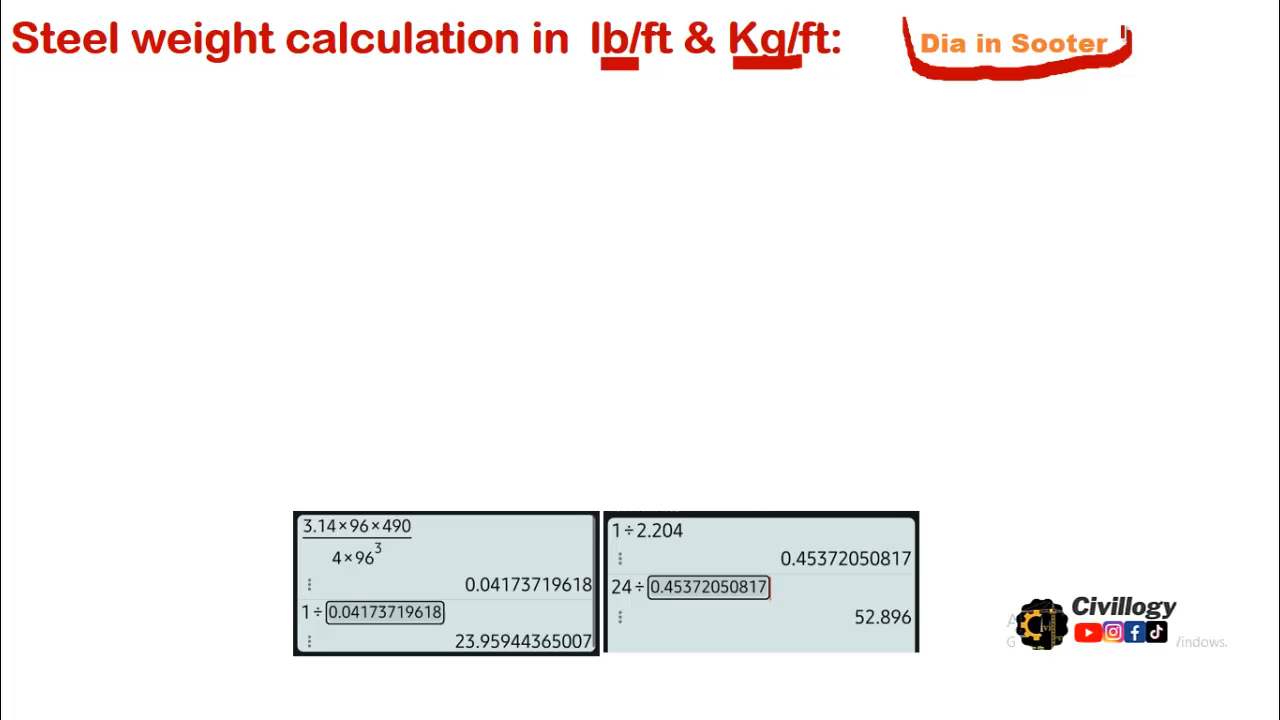 Steel weight calculation in lb/ft & Kg/ft:
Dia in Sooter
3.14×96×490
4×96³
0.04173719618
1÷0.04173719618
23.95944365007
1÷2.204
0.45372050817
24÷0.45372050817
52.896
Civillogy
/indows.